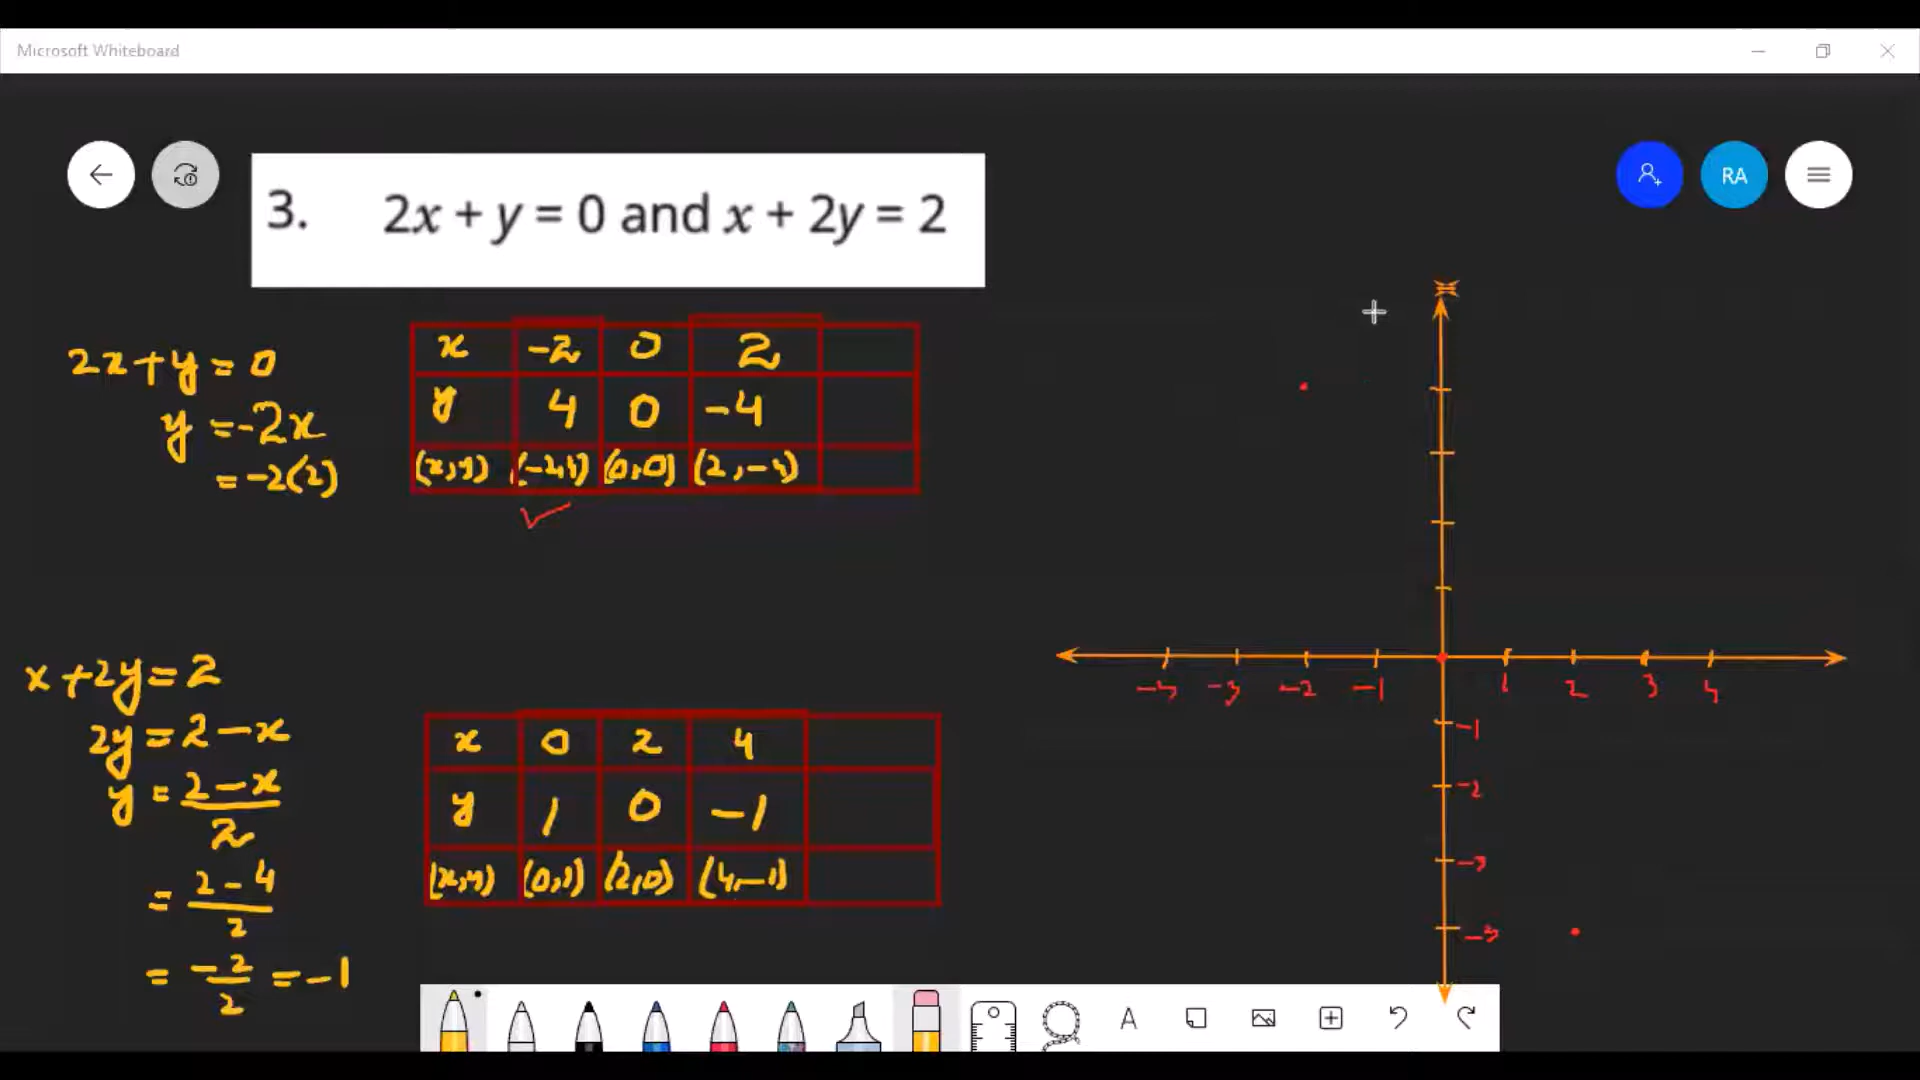 Microsoft Whiteboard
RA
3. 2x + y = 0 and x + 2y = 2
2x+y=0
y=-2x
=-2(2)
x -2 0 2
y 4 0 -4
(x,y) (-2,4) (0,0) (2,-4)
x+2y=2
2y=2-x
y=2-x
2
=2-4
2
=-2
2
=-1
x 0 2 4
y 1 0 -1
(x,y) (0,1) (2,0) (4,-1)
-4 -3 -2 -1 1 2 3 4
-1
-2
-3
A